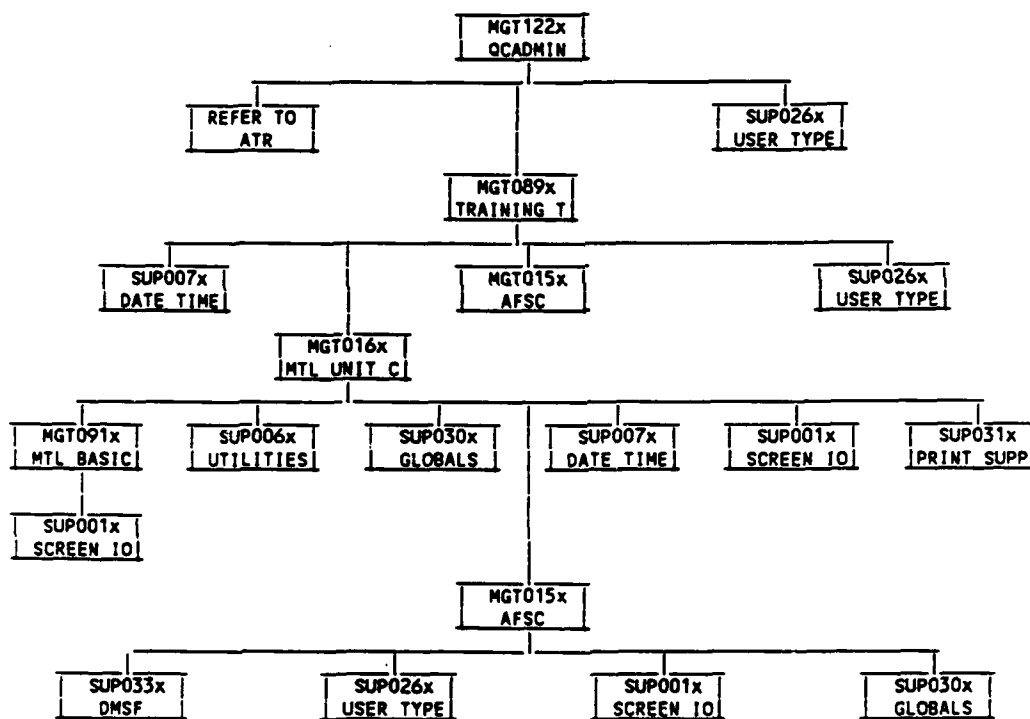 MGT122x
QCADMIN
REFER TO
ATR
SUP026x
USER TYPE
MGT089x
TRAINING T
SUP007x
DATE TIME
MGT015x
AFSC
SUP026x
USER TYPE
MGT016x
MTL UNIT C
MGT091x
MTL BASIC
SUP006x
UTILITIES
SUP030x
GLOBALS
SUP007x
DATE TIME
SUP001x
SCREEN IO
SUP031x
PRINT SUPP
SUP001x
SCREEN IO
MGT015x
AFSC
SUP033x
DMSF
SUP026x
USER TYPE
SUP001x
SCREEN IO
SUP030x
GLOBALS